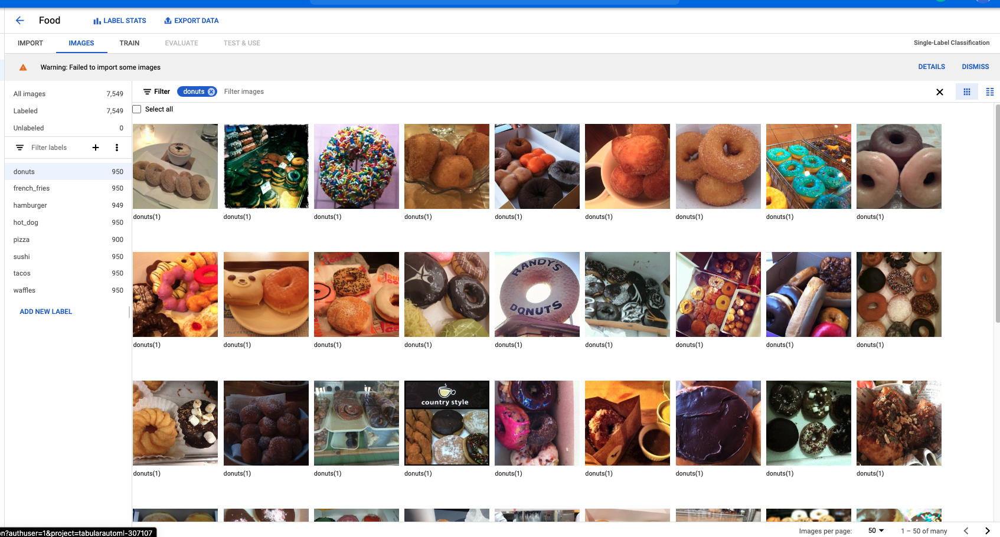 Food
LABEL STATS
EXPORT DATA
IMPORT
IMAGES
TRAIN
EVALUATE
TEST & USE
Single-Label Classification
Warning: Failed to import some images
DETAILS
DISMISS
All images 7,549
Labeled 7,549
Unlabeled 0
Filter labels
donuts 950
french_fries 950
hamburger 949
hot_dog 950
pizza 900
sushi 950
tacos 950
waffles 950
ADD NEW LABEL
Filter donuts Filter images
Select all
donuts(1) donuts(1) donuts(1) donuts(1) donuts(1) donuts(1) donuts(1) donuts(1) donuts(1)
RANDY'S
DONUTS
donuts(1) donuts(1) donuts(1) donuts(1) donuts(1) donuts(1) donuts(1) donuts(1) donuts(1)
country style
donuts(1) donuts(1) donuts(1) donuts(1) donuts(1) donuts(1) donuts(1) donuts(1) donuts(1)
on?authuser=1&project=tabularautoml-307107
Images per page: 50 1 – 50 of many